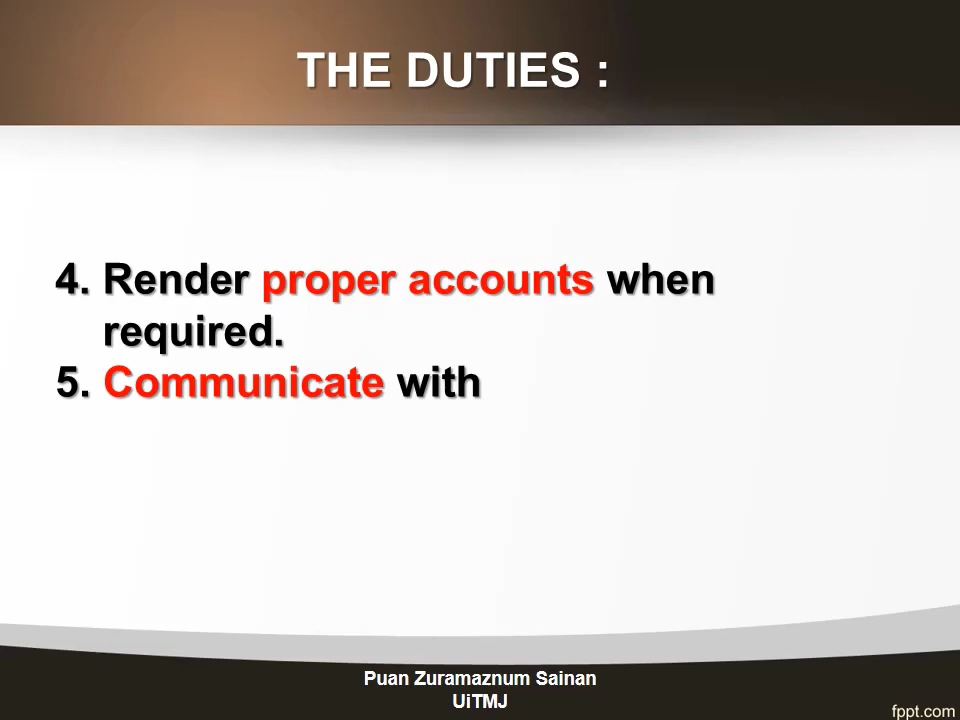 THE DUTIES :
4. Render proper accounts when
required.
5. Communicate with
Puan Zuramaznum Sainan
UiTMJ
fppt.com